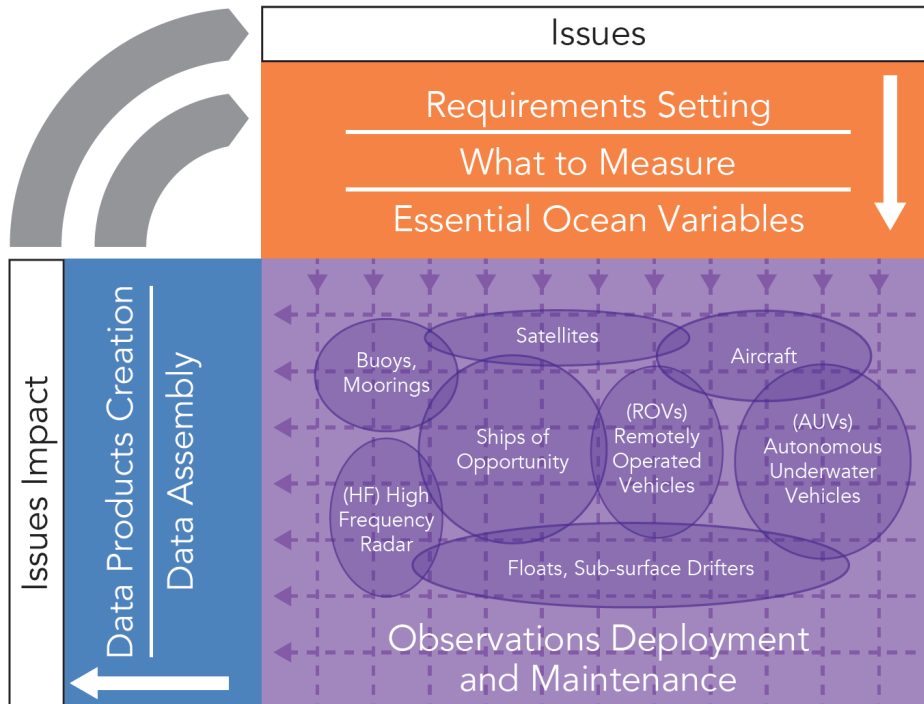 Issues
Requirements Setting
What to Measure
Essential Ocean Variables
Issues Impact
Data Products Creation
Data Assembly
Satellites
Buoys,
Moorings
Aircraft
Ships of
Opportunity
(ROVs)
Remotely
Operated
Vehicles
(AUVs)
Autonomous
Underwater
Vehicles
(HF) High
Frequency
Radar
Floats, Sub-surface Drifters
Observations Deployment
and Maintenance